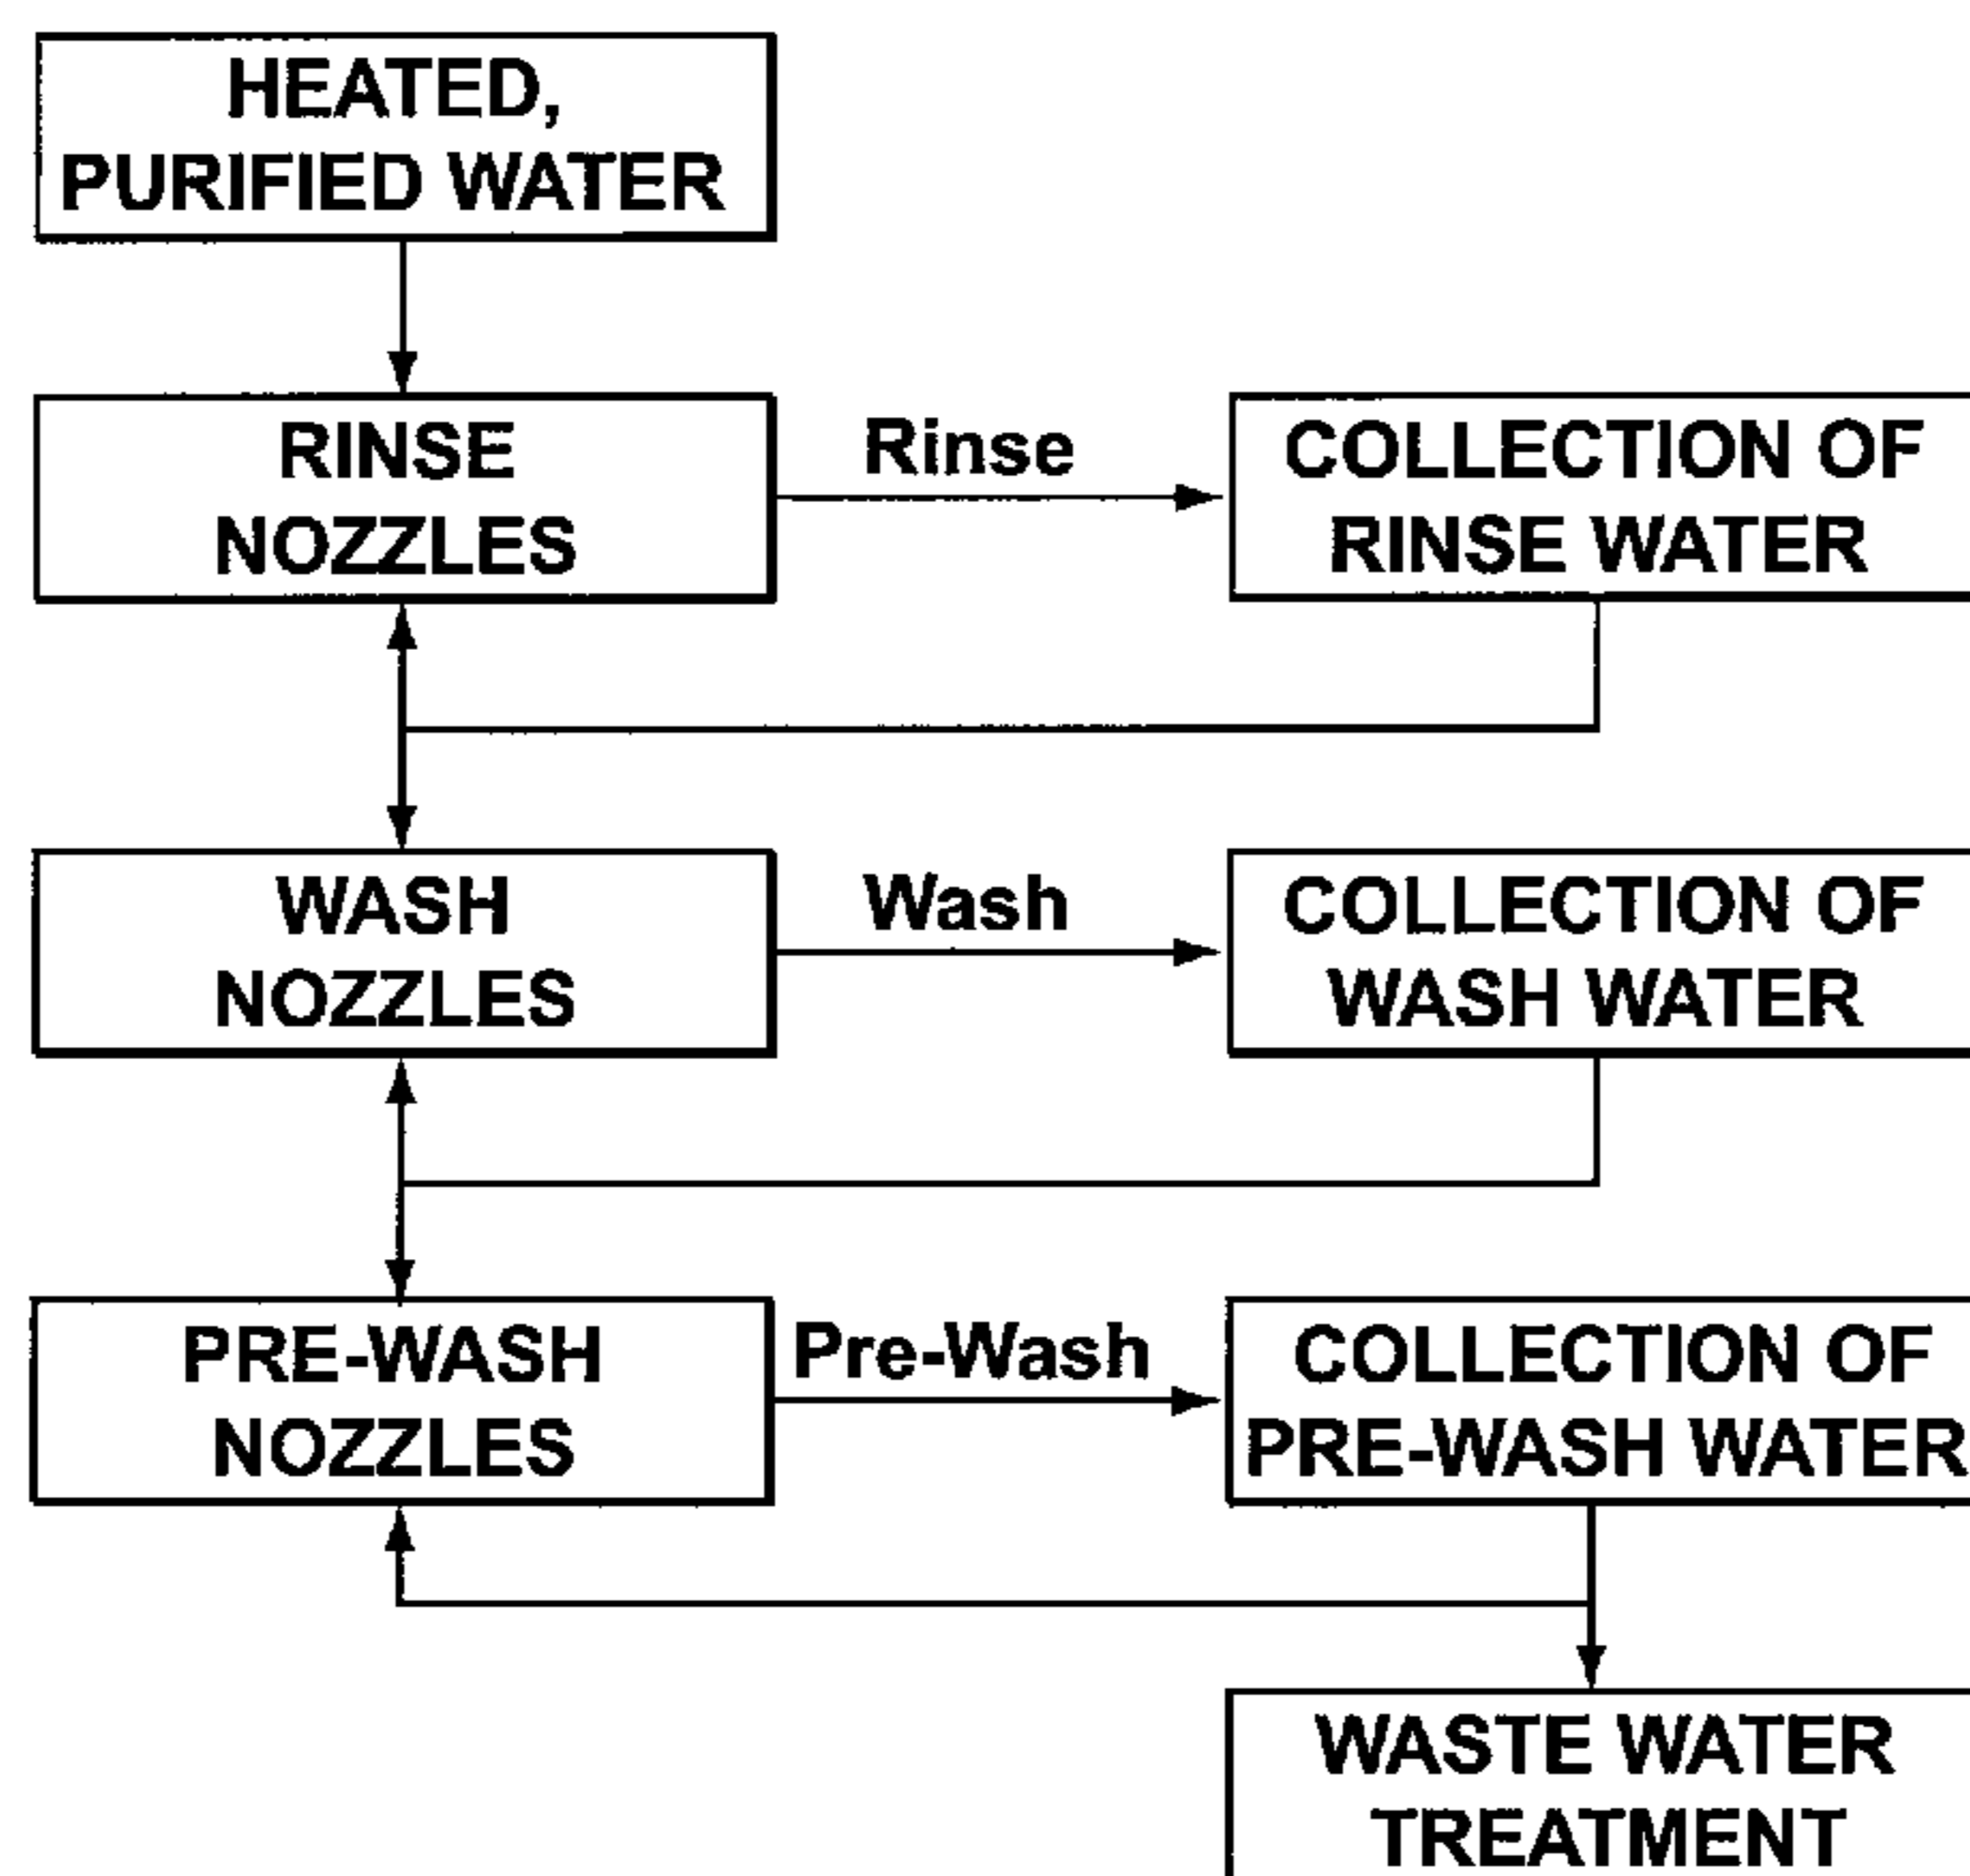 HEATED,
PURIFIED WATER
RINSE
NOZZLES
Rinse
COLLECTION OF
RINSE WATER
WASH
NOZZLES
Wash
COLLECTION OF
WASH WATER
PRE-WASH
NOZZLES
Pre-Wash
COLLECTION OF
PRE-WASH WATER
WASTE WATER
TREATMENT